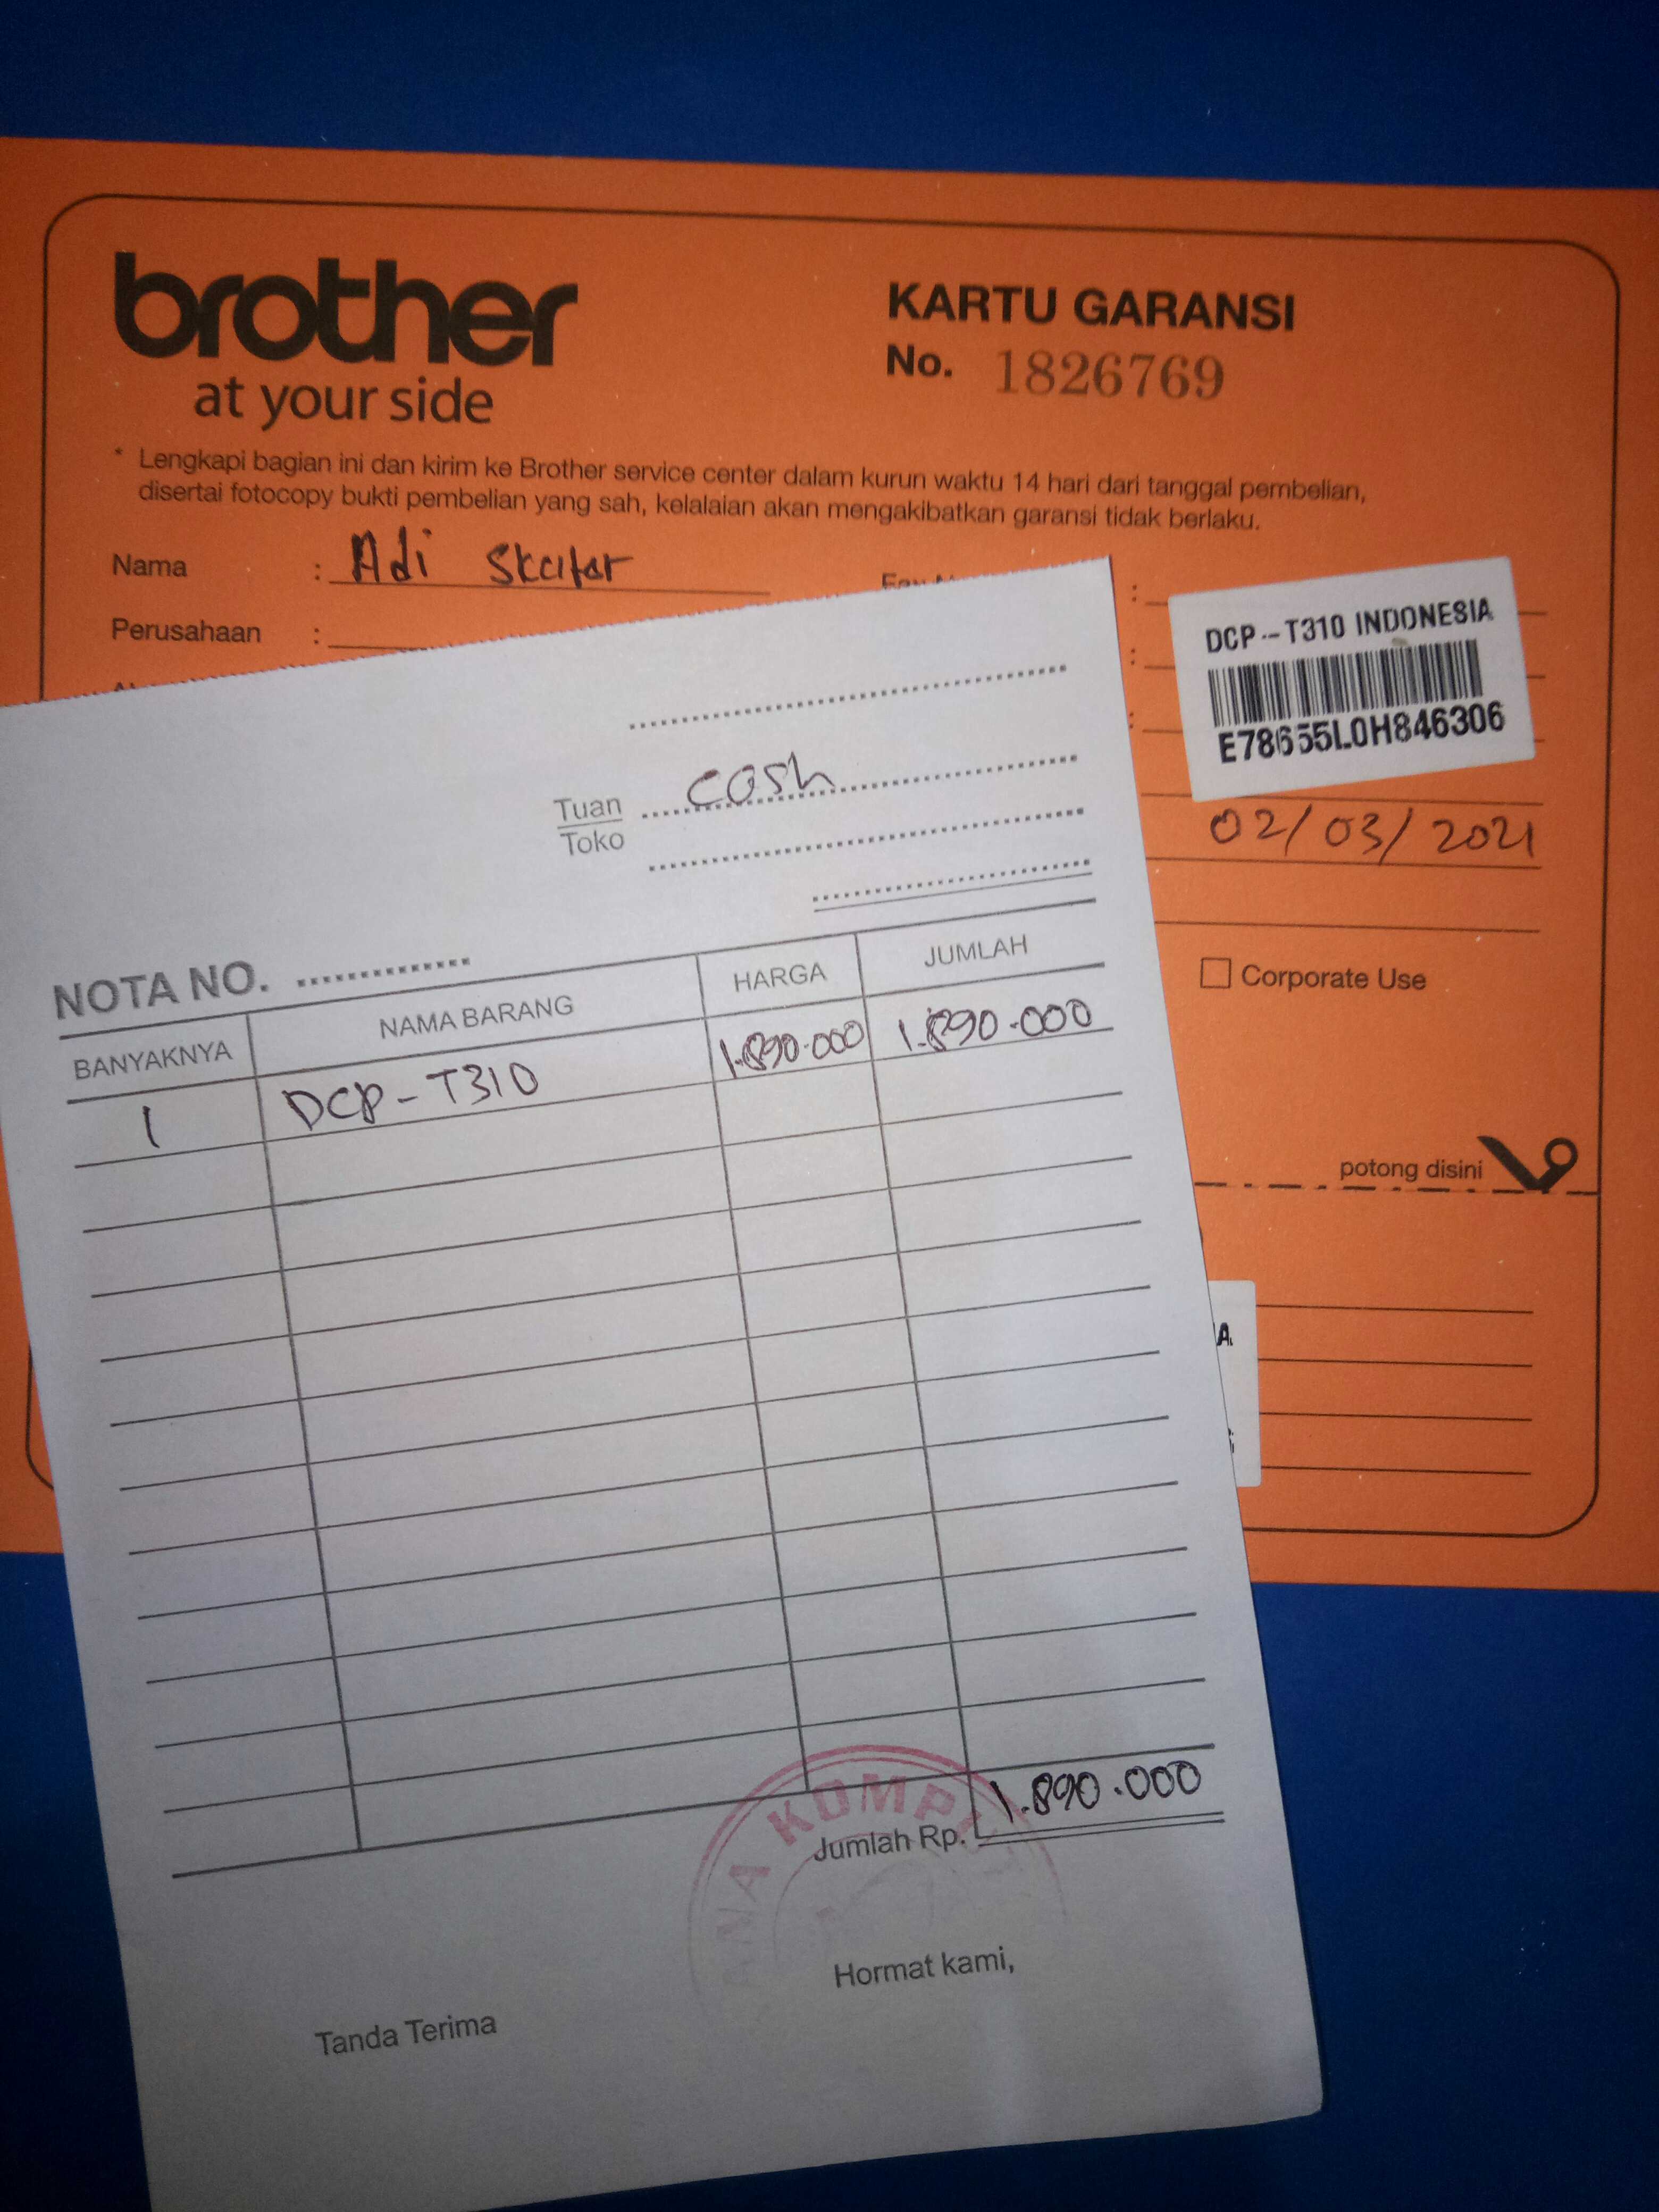 brother
at your side
KARTU GARANSI
No. 1826769
* Lengkapi bagian ini dan kirim ke Brother service center dalam kurun waktu 14 hari dari tanggal pembelian,
disertai fotocopy bukti pembelian yang sah, kelalaian akan mengakibatkan garansi tidak berlaku.
Nama : Adi Skatar
Perusahaan :
DCP-T310 INDONESIA
E78655L0H846306
02/03/2021
Corporate Use
potong disini
Tuan cash
Toko
NOTA NO.
BANYAKNYA NAMA BARANG HARGA JUMLAH
1 DCP-T310 1.890.000 1.890.000
Jumlah Rp. 1.890.000
Tanda Terima
Hormat kami,